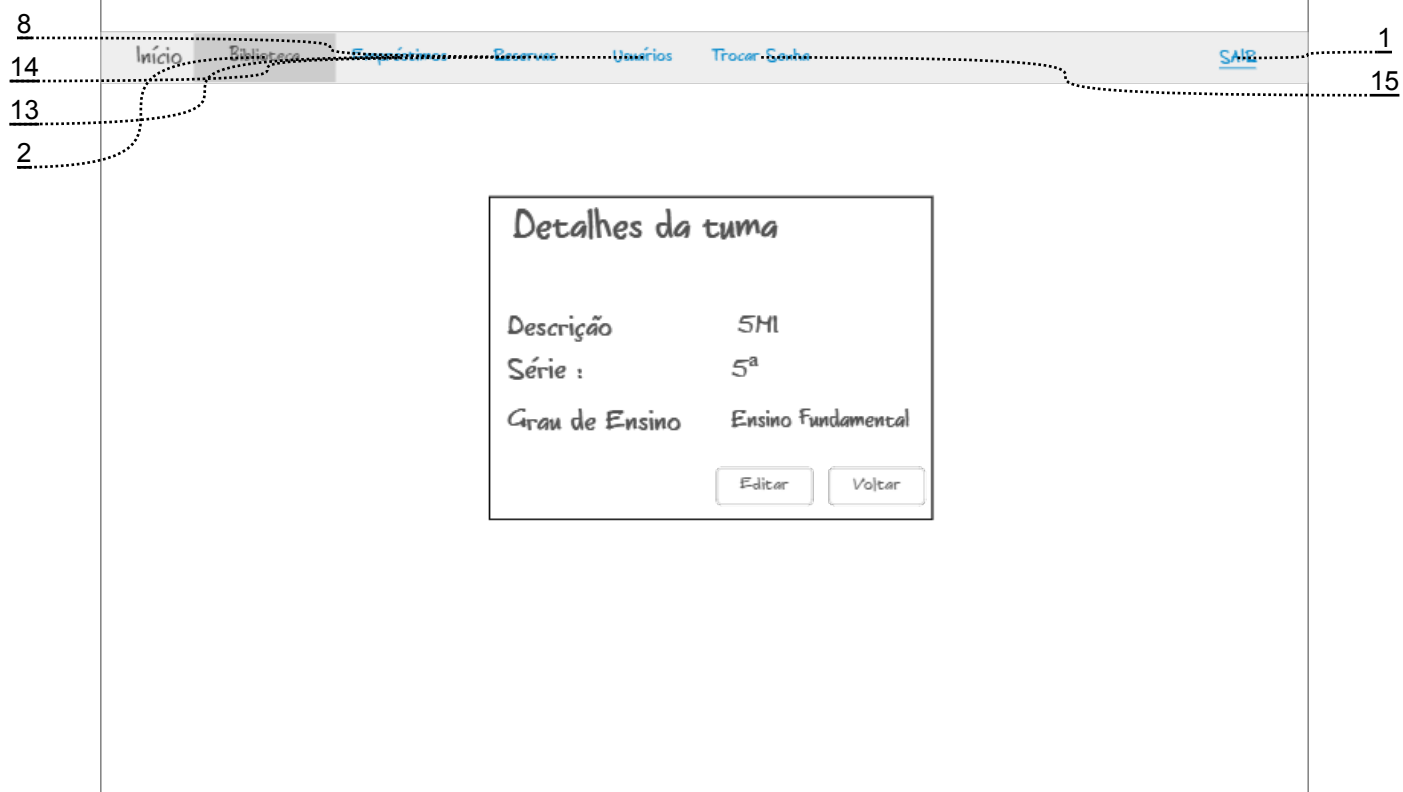 8
14
13
2
1
15
Início Biblioteca Empréstimos Reservas Usuários Trocar Senha SAIR
Detalhes da tuma
Descrição 5M1
Série : 5ª
Grau de Ensino Ensino Fundamental
Editar Voltar